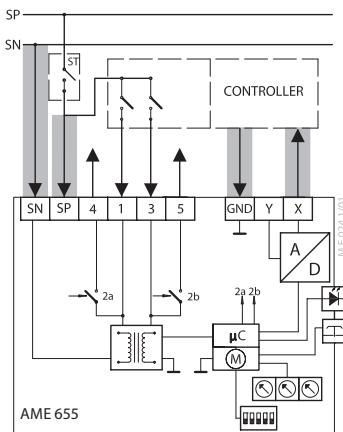 SP
SN
ST
CONTROLLER
SN SP 4 1 3 5 GND Y X
A
D
2a 2b 2a 2b
µC
M
AME 655